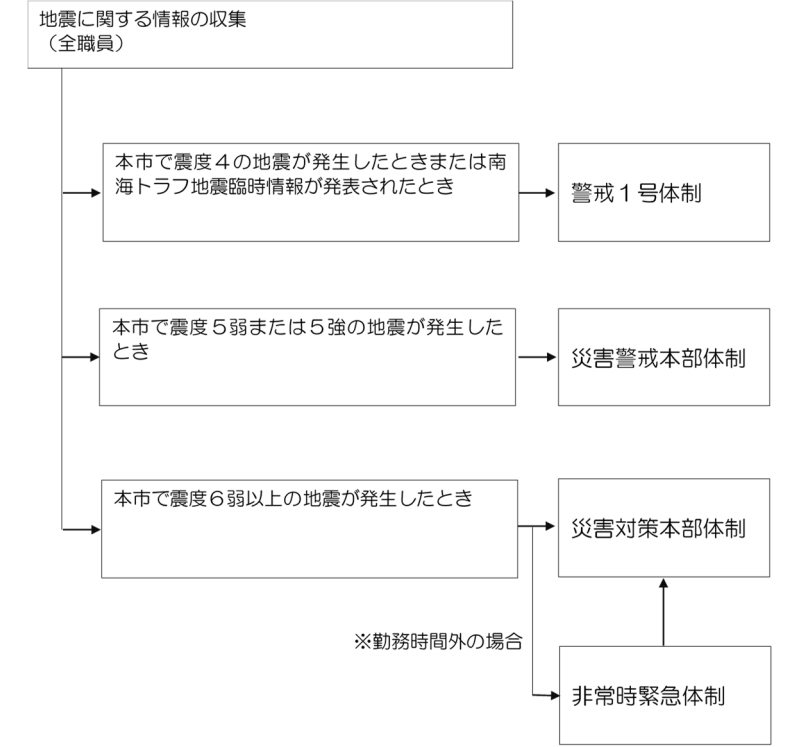 地震に関する情報の収集
（全職員）
本市で震度４の地震が発生したときまたは南
海トラフ地震臨時情報が発表されたとき
警戒１号体制
本市で震度５弱または５強の地震が発生した
とき
災害警戒本部体制
本市で震度６弱以上の地震が発生したとき
災害対策本部体制
※勤務時間外の場合
非常時緊急体制